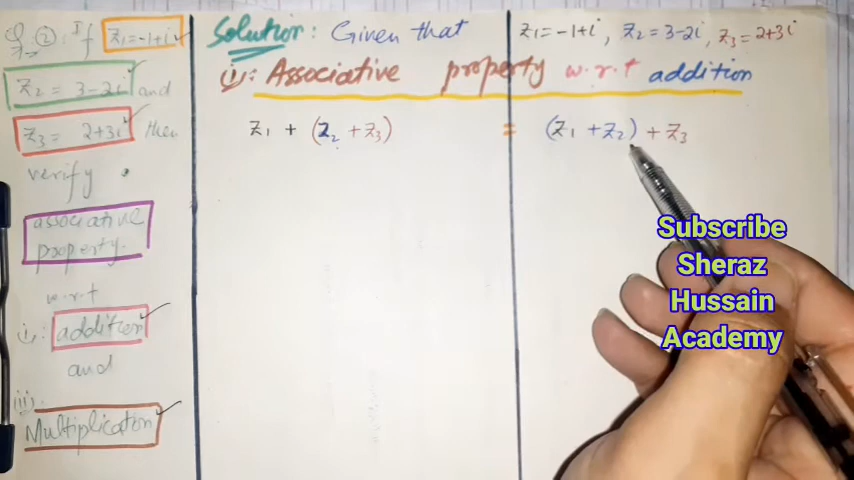 Q ②: If z₁=-1+i
z₂ = 3-2i and
z₃ = 2+3i then
verify
associative
property
w.r.t
i: addition
and
(ii)
Multiplication
Solution: Given that z₁=-1+i, z₂=3-2i, z₃=2+3i
i): Associative property w.r.t addition
z₁ + (z₂ + z₃) = (z₁ + z₂) + z₃
Subscribe
Sheraz
Hussain
Academy